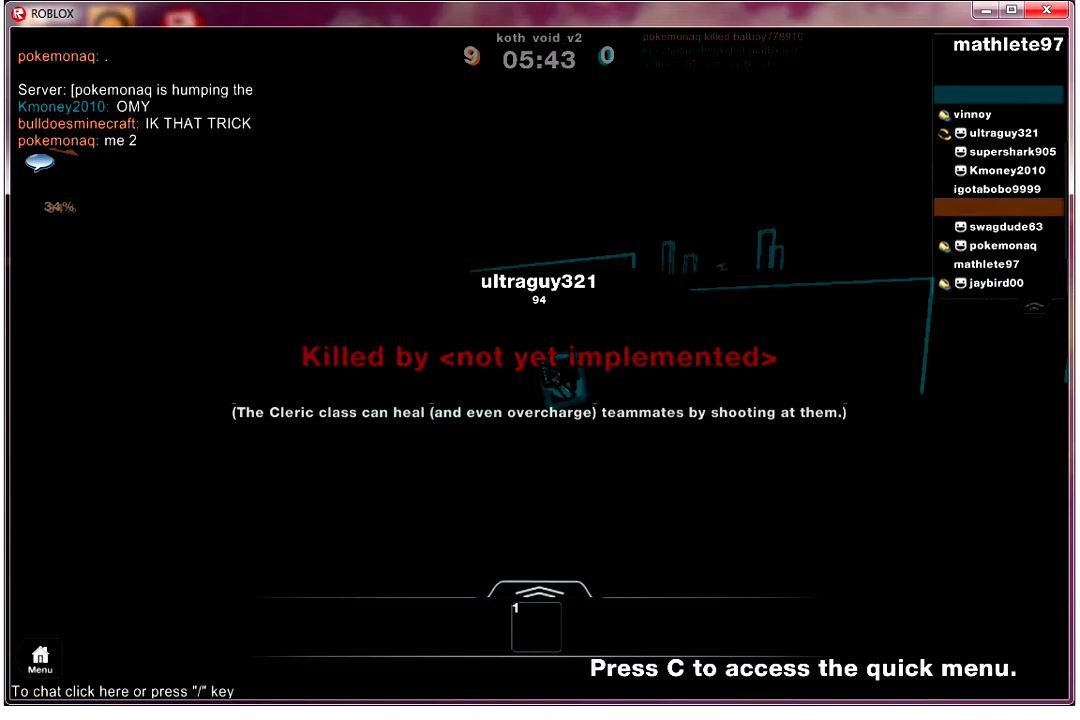 ROBLOX
pokemonaq: .
Server: [pokemonaq is humping the
Kmoney2010: OMY
bulldoesminecraft: IK THAT TRICK
pokemonaq: me 2
34%
koth void v2
9 05:43 0
pokemonaq killed batboy778910
mathlete97
vinnoy
ultraguy321
supershark905
Kmoney2010
igotabobo9999
swagdude63
pokemonaq
mathlete97
jaybird00
ultraguy321
94
Killed by <not yet implemented>
(The Cleric class can heal (and even overcharge) teammates by shooting at them.)
1
Menu
Press C to access the quick menu.
To chat click here or press "/" key